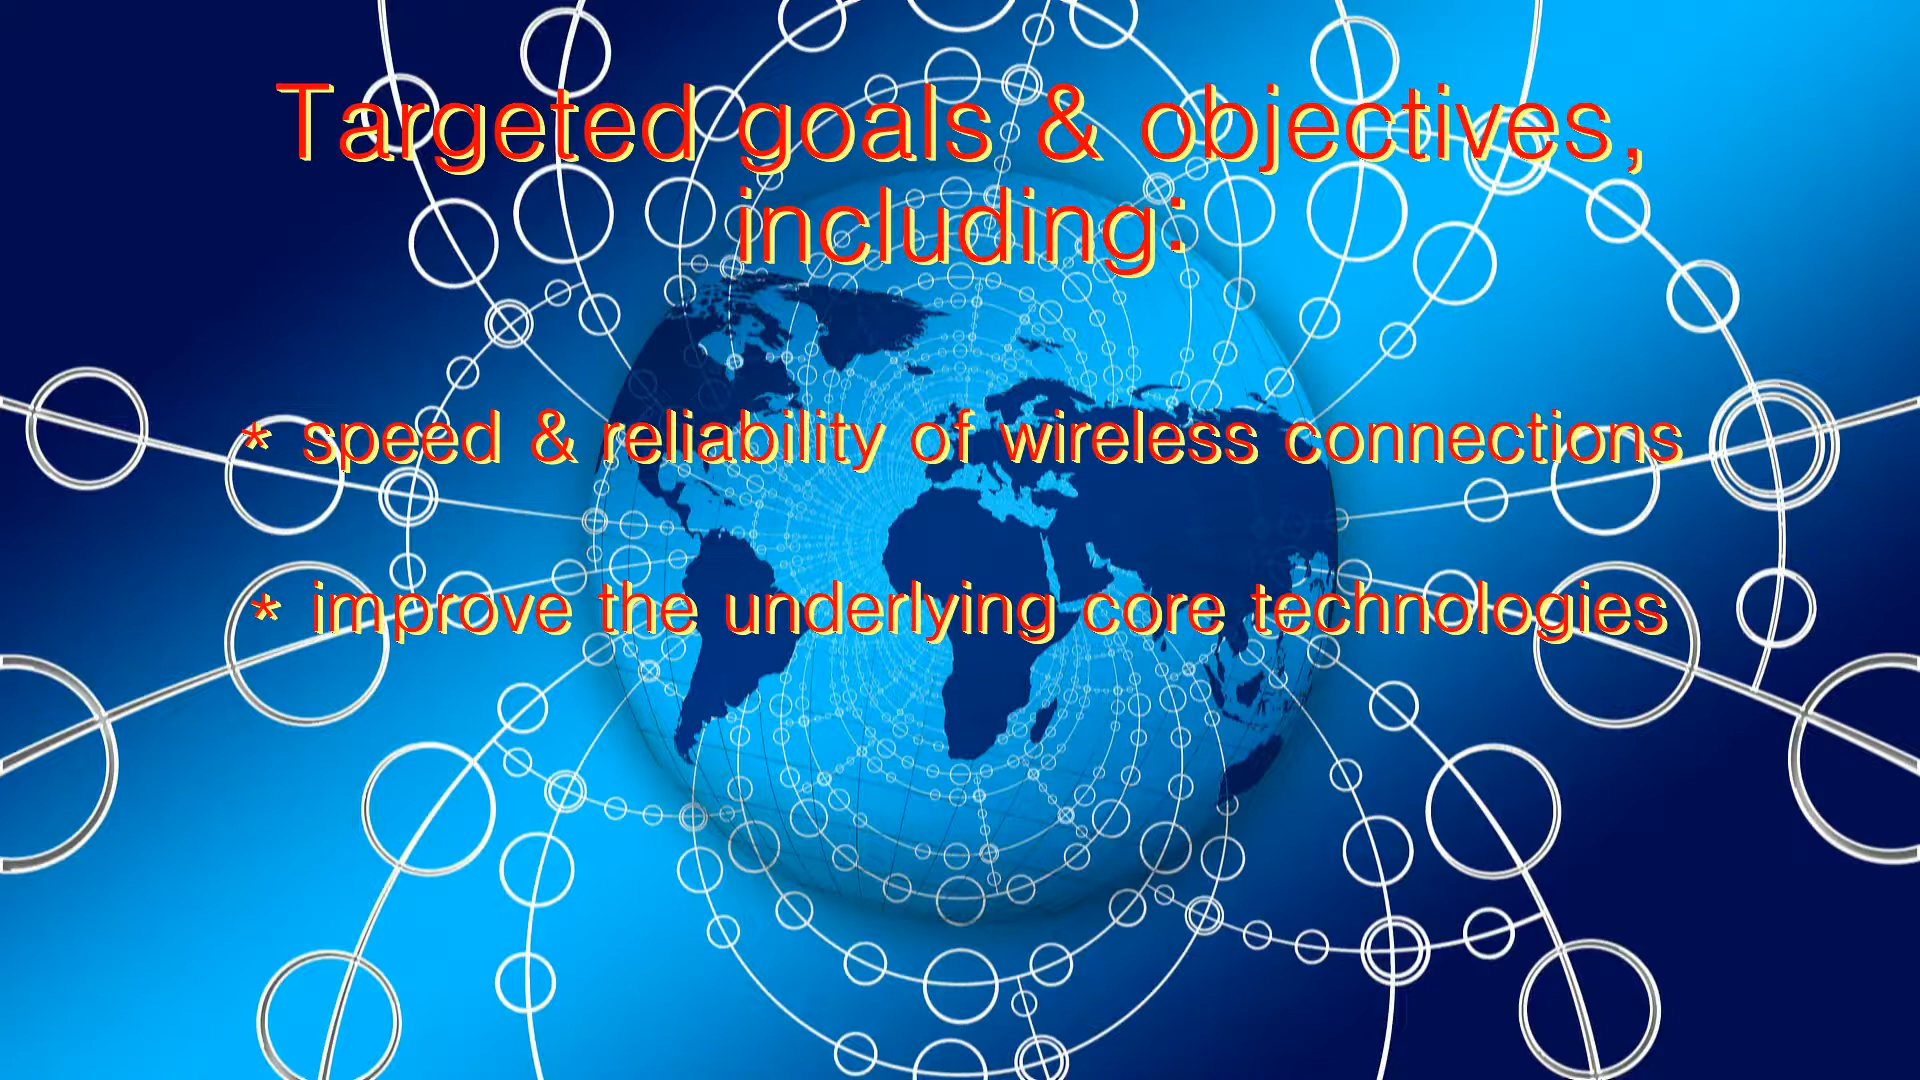 Targeted goals & objectives,
including:
* speed & reliability of wireless connections
* improve the underlying core technologies